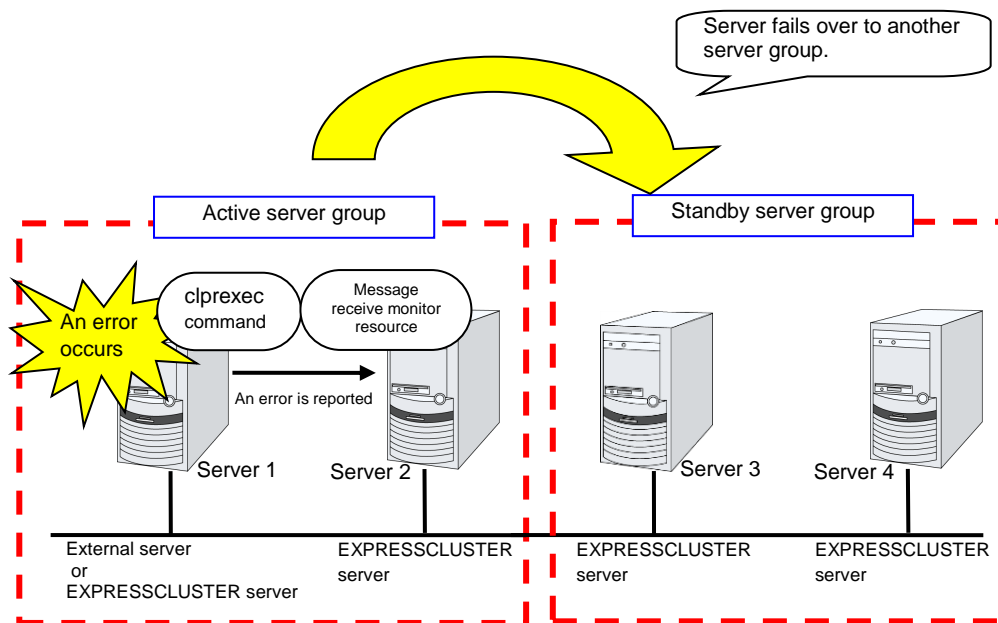 Server fails over to another
server group.
Active server group
Standby server group
An error
occurs
clprexec
command
Message
receive monitor
resource
An error is reported
Server 1
Server 2
Server 3
Server 4
External server
or
EXPRESSCLUSTER server
EXPRESSCLUSTER
server
EXPRESSCLUSTER
server
EXPRESSCLUSTER
server